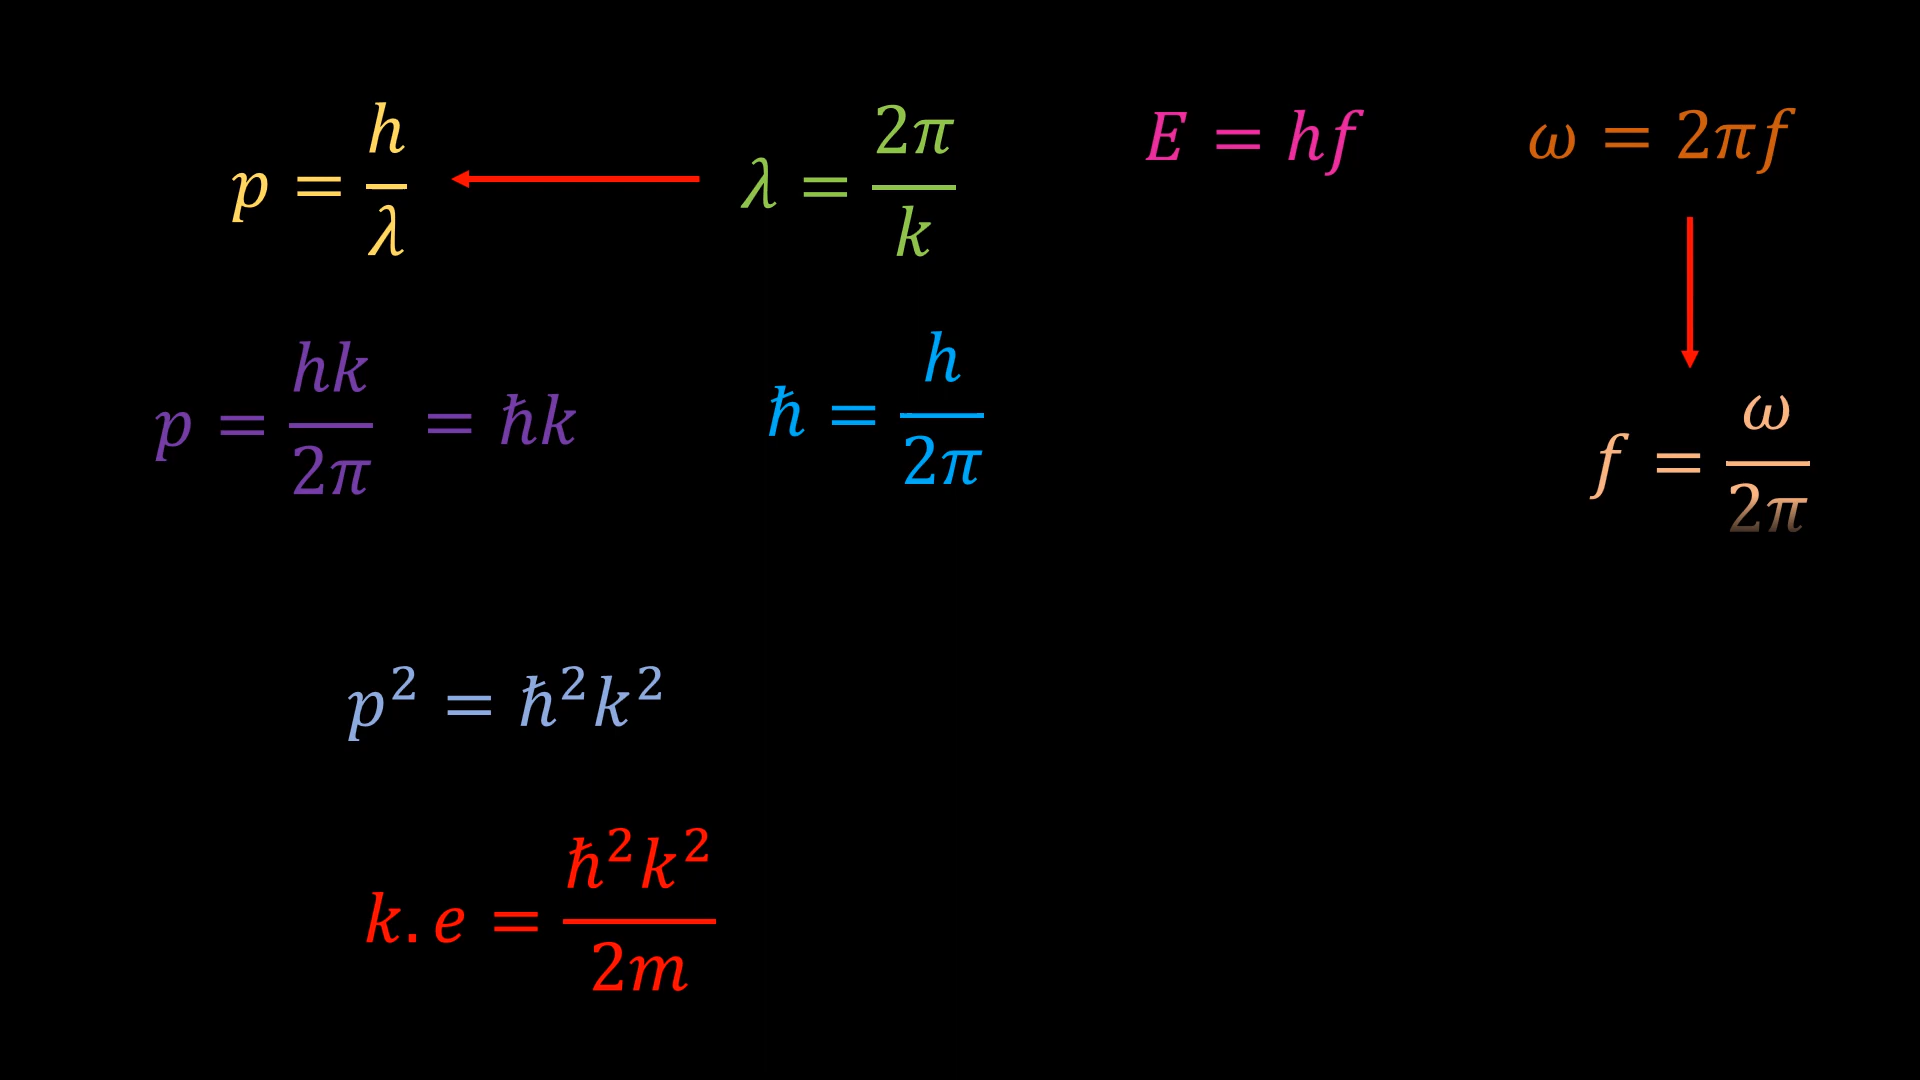 p = h/λ
λ = 2π/k
E = hf
ω = 2πf
p = hk/2π = ℏk
ℏ = h/2π
f = ω/2π
p² = ℏ²k²
k.e = ℏ²k²/2m